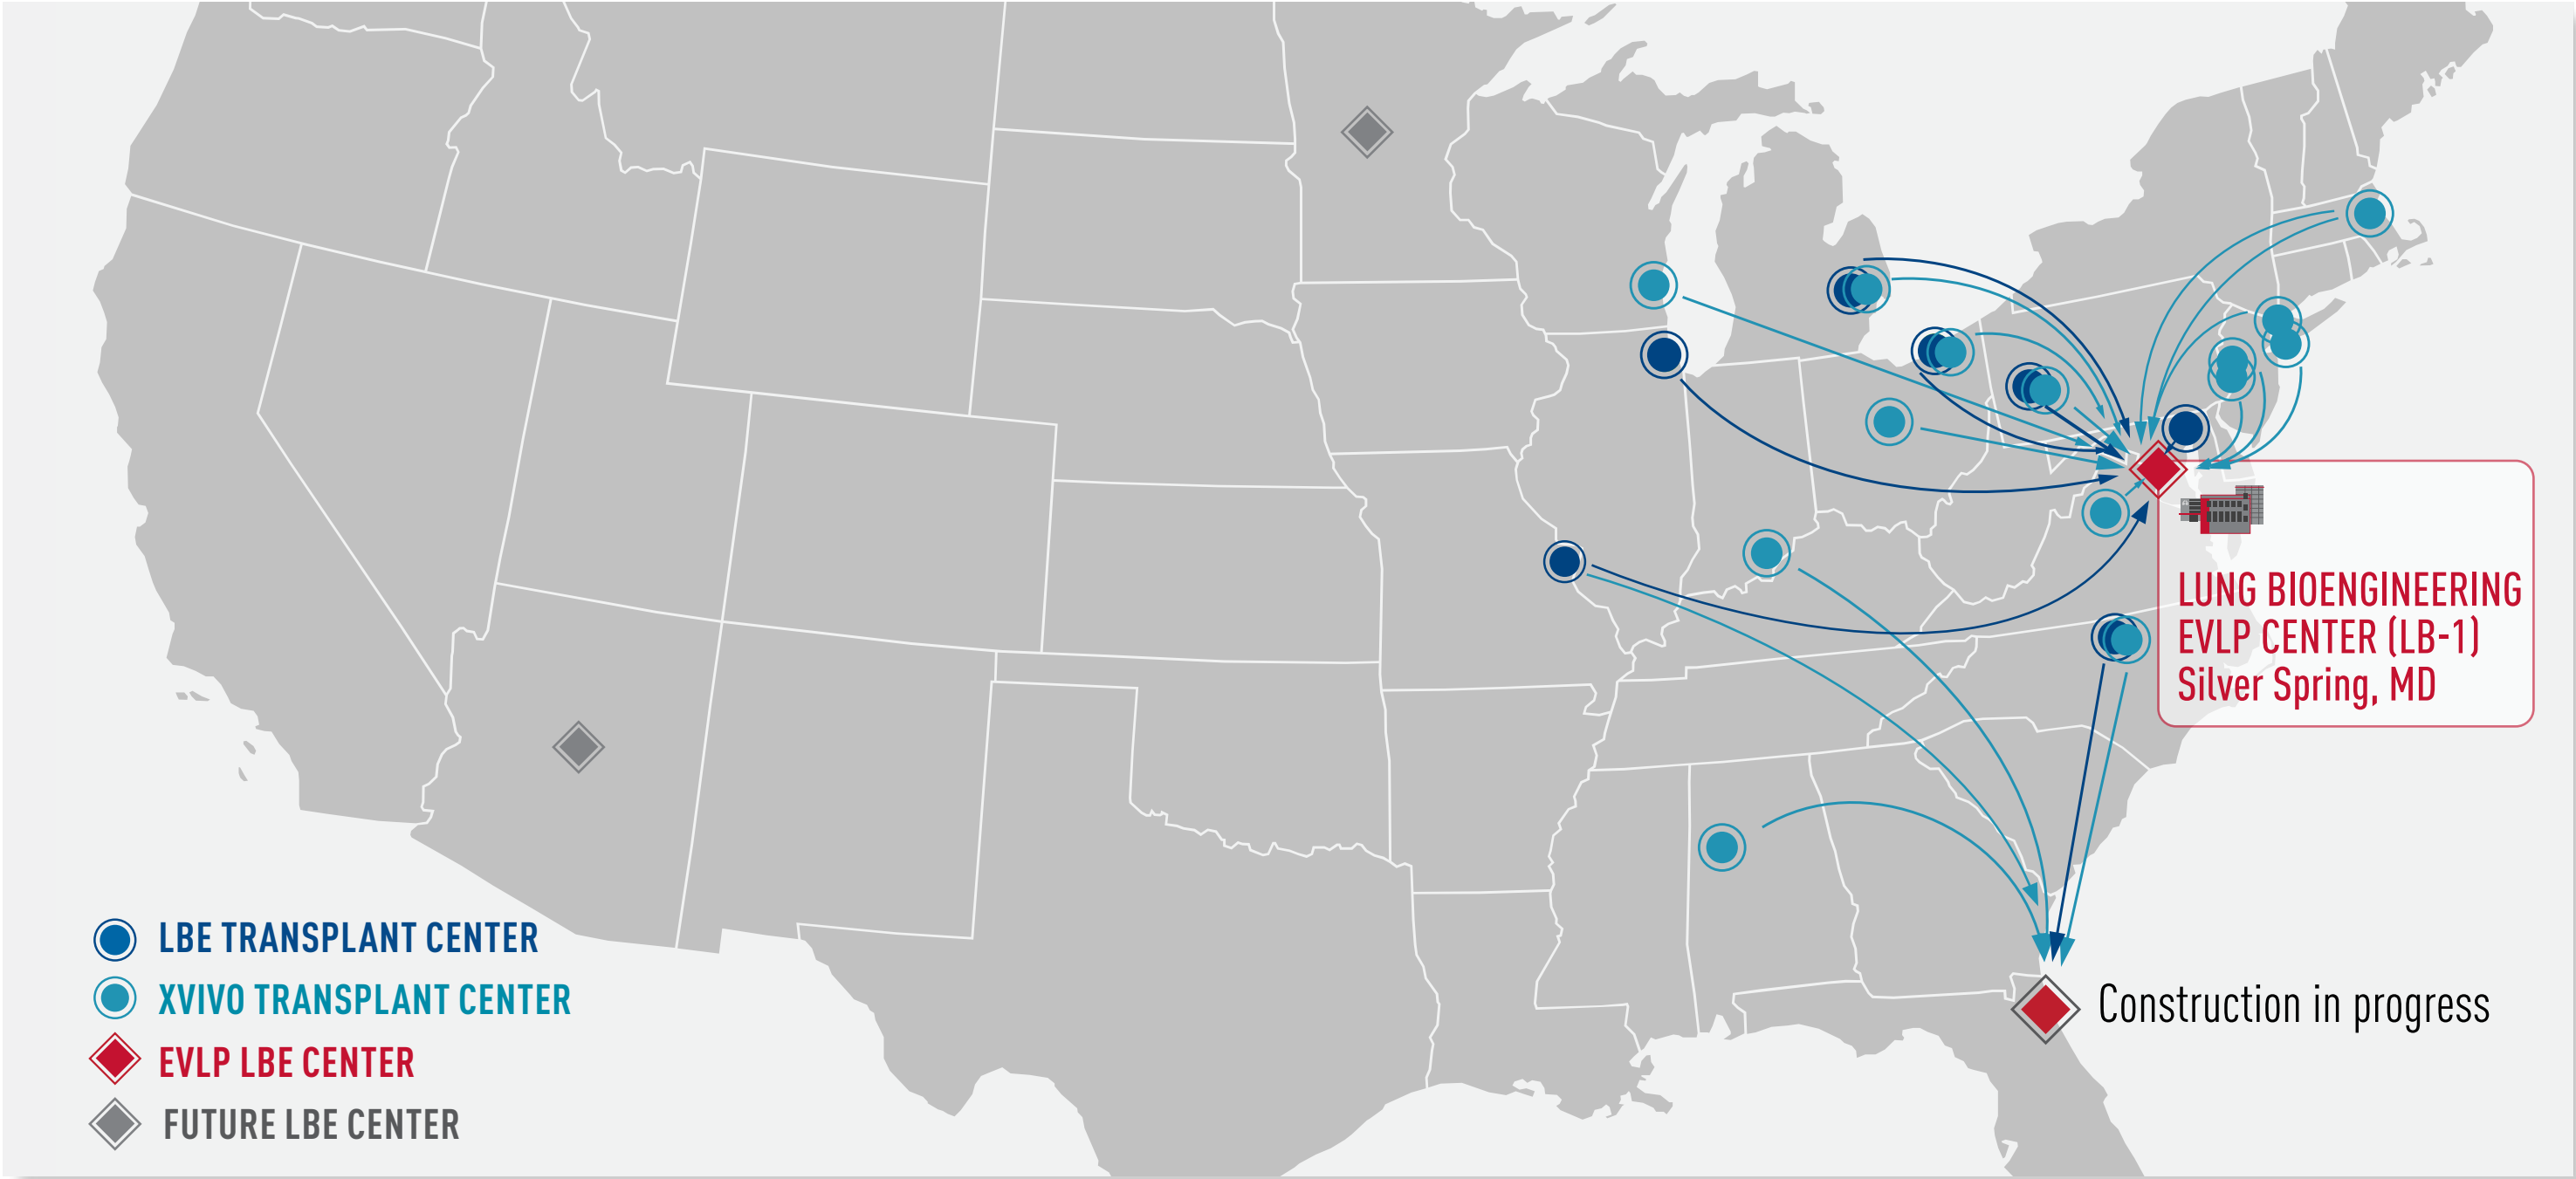 LUNG BIOENGINEERING
EVLP CENTER (LB-1)
Silver Spring, MD
LBE TRANSPLANT CENTER
XVIVO TRANSPLANT CENTER
EVLP LBE CENTER
FUTURE LBE CENTER
Construction in progress